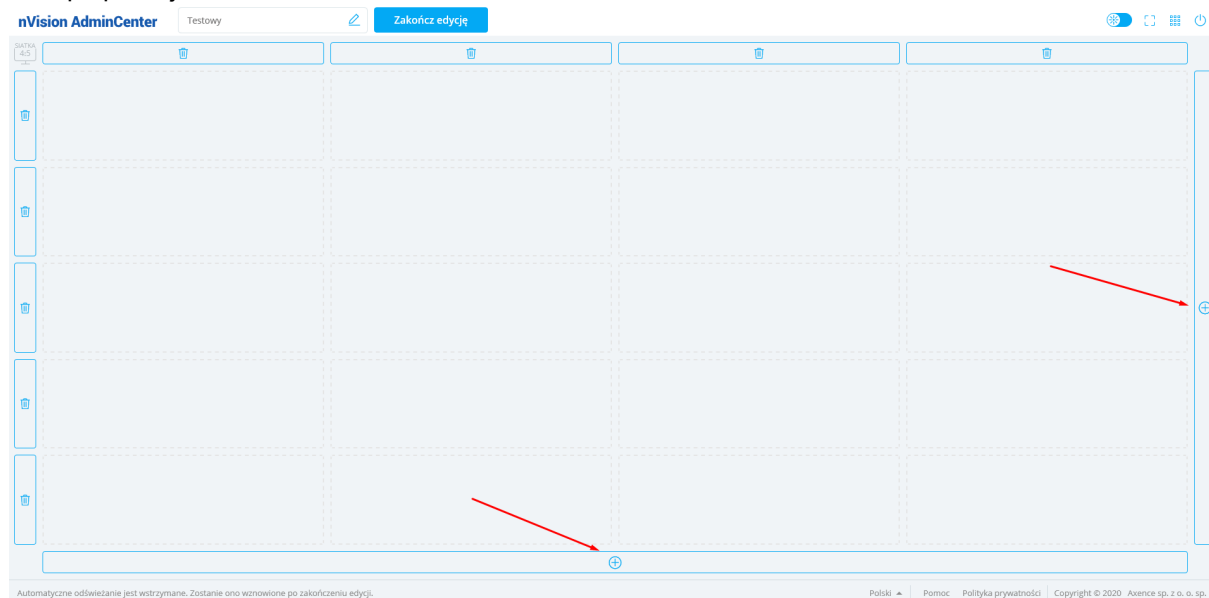 nVision AdminCenter Testowy Zakończ edycję
SIATKA
4:5
Automatyczne odświeżanie jest wstrzymane. Zostanie ono wznowione po zakończeniu edycji. Polski Pomoc Polityka prywatności Copyright © 2020 Axence sp. z o. o. sp.